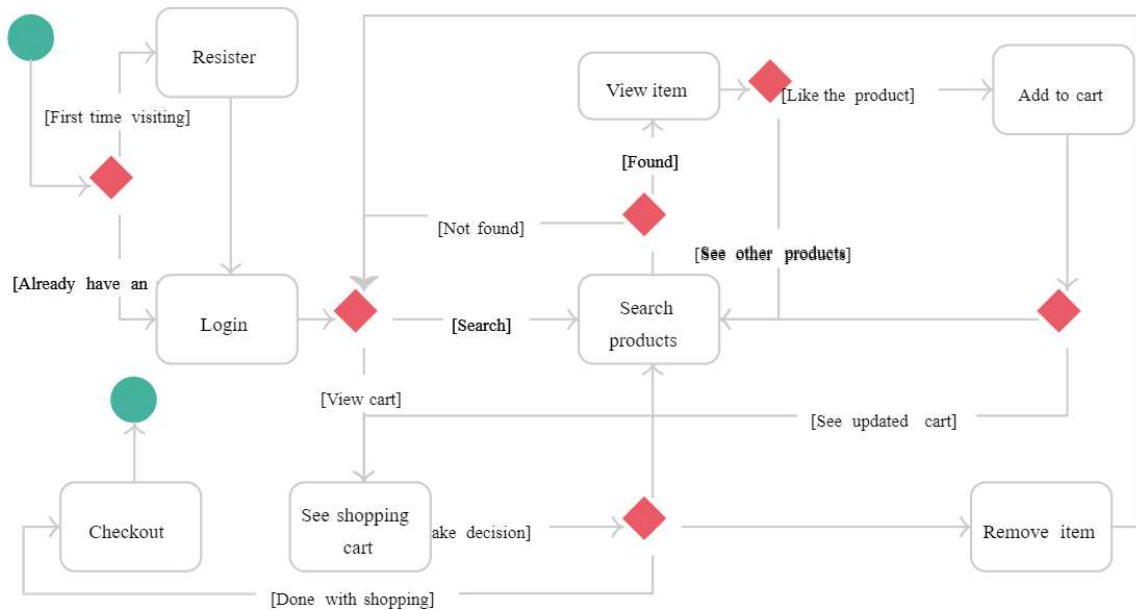 Resister
View item
[Like the product]
Add to cart
[First time visiting]
[Found]
[Not found]
[See other products]
[Already have an
Login
[Search]
Search
products
[View cart]
[See updated cart]
Checkout
See shopping
cart
ake decision]
Remove item
[Done with shopping]